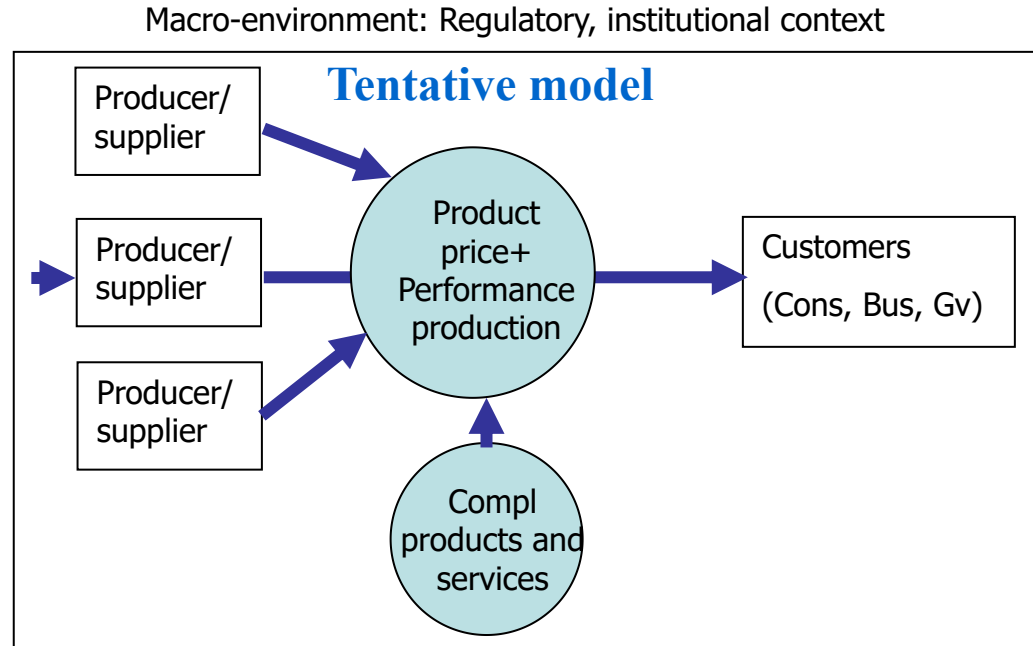 Macro-environment: Regulatory, institutional context
Tentative model
Producer/
supplier
Producer/
supplier
Producer/
supplier
Product
price+
Performance
production
Customers
(Cons, Bus, Gv)
Compl
products and
services